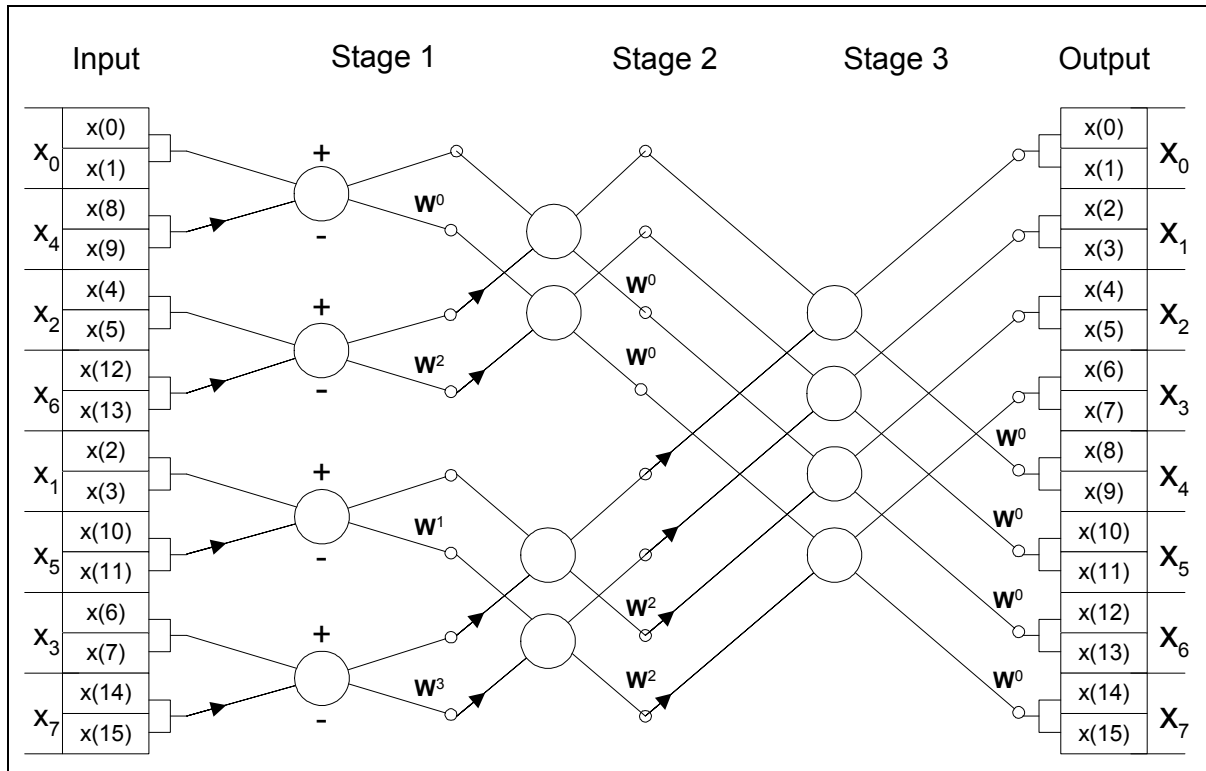 Input Stage 1 Stage 2 Stage 3 Output
X0 x(0) + x(0) X0
x(1) x(1)
X4 x(8) W0 x(2) X1
x(9) - x(3)
X2 x(4) + W0 x(4) X2
x(5) x(5)
X6 x(12) W2 W0 x(6) X3
x(13) - x(7)
X1 x(2) + W0 x(8) X4
x(3) x(9)
X5 x(10) W1 W0 x(10) X5
x(11) - x(11)
X3 x(6) + W2 W0 x(12) X6
x(7) x(13)
X7 x(14) W3 W2 W0 x(14) X7
x(15) - x(15)